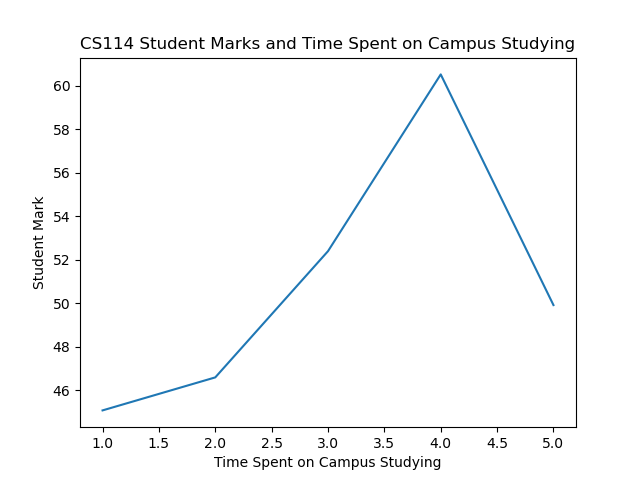 CS114 Student Marks and Time Spent on Campus Studying
60
58
56
54
52
50
48
46
Student Mark
1.0 1.5 2.0 2.5 3.0 3.5 4.0 4.5 5.0
Time Spent on Campus Studying